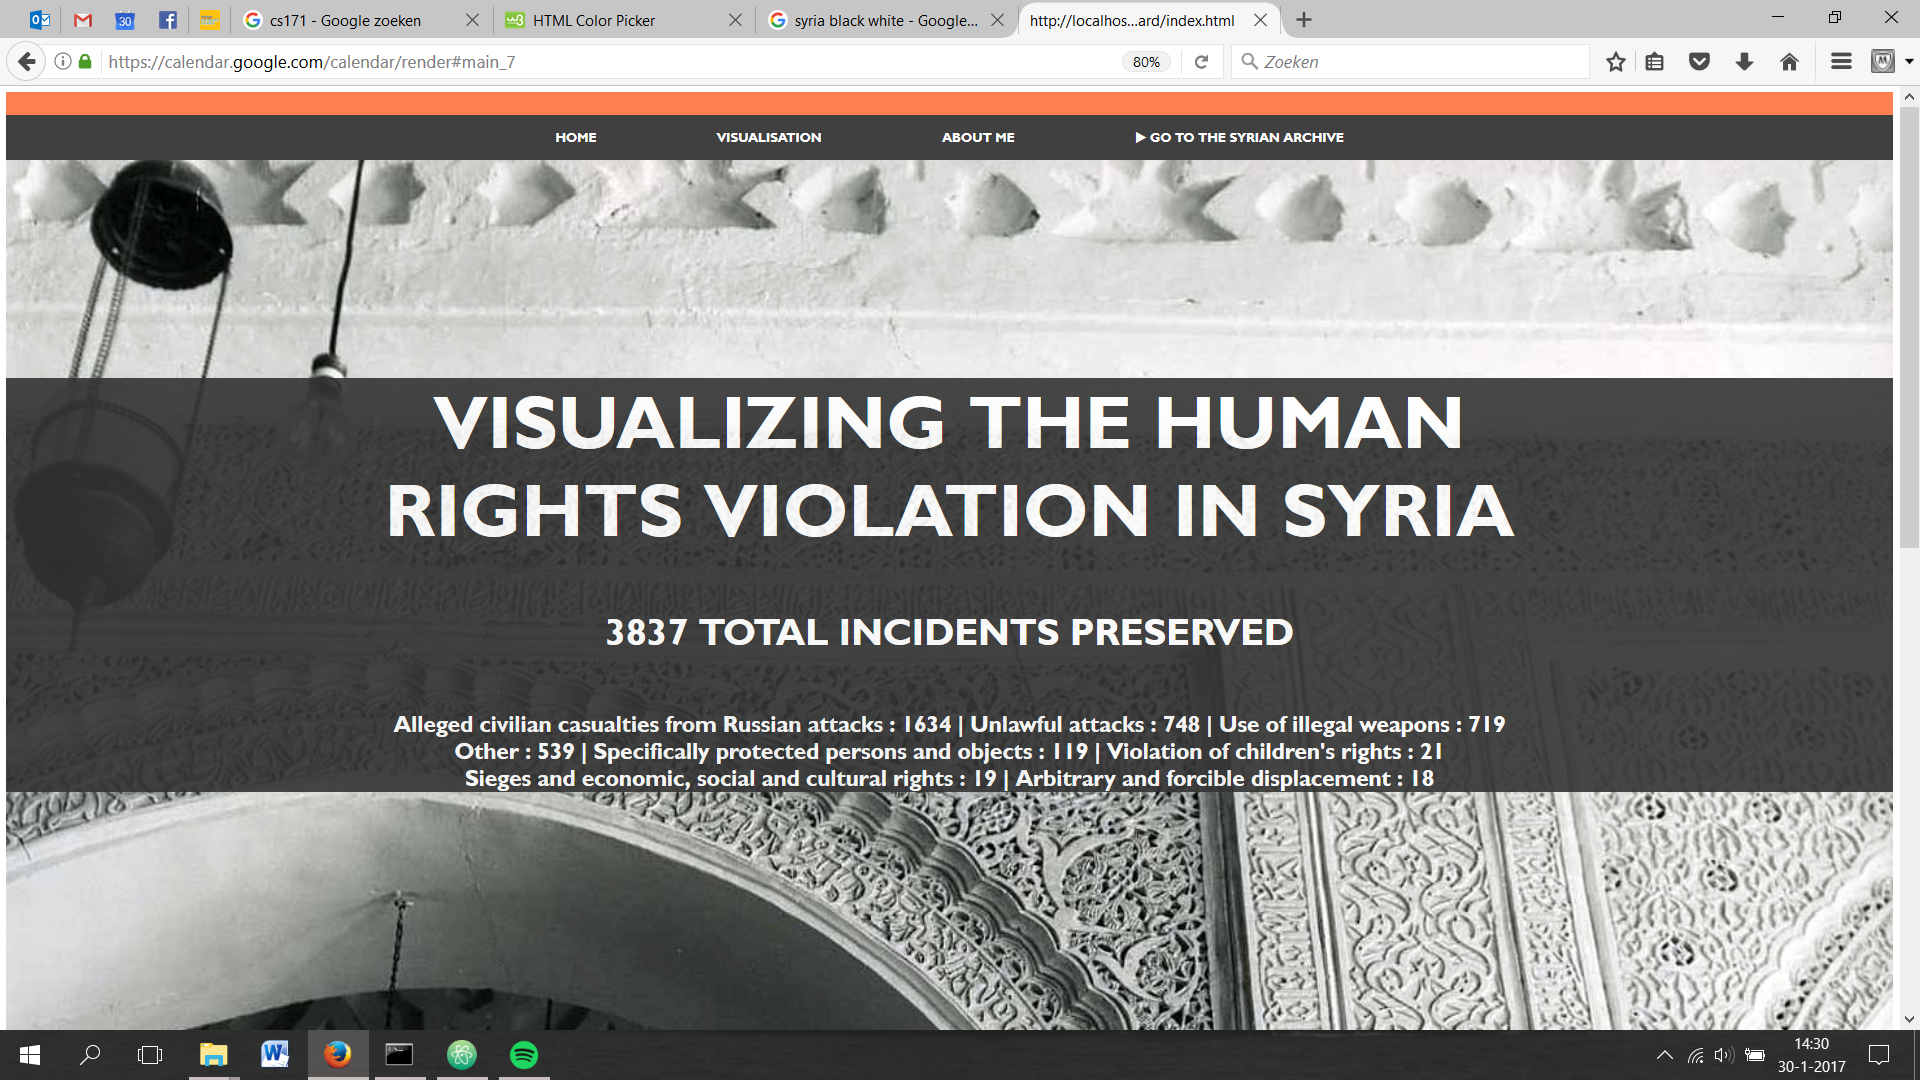 cs171 - Google zoeken
HTML Color Picker
syria black white - Google...
http://localhos...ard/index.html
https://calendar.google.com/calendar/render#main_7
80%
Zoeken
HOME
VISUALISATION
ABOUT ME
▶ GO TO THE SYRIAN ARCHIVE
VISUALIZING THE HUMAN
RIGHTS VIOLATION IN SYRIA
3837 TOTAL INCIDENTS PRESERVED
Alleged civilian casualties from Russian attacks : 1634 | Unlawful attacks : 748 | Use of illegal weapons : 719
Other : 539 | Specifically protected persons and objects : 119 | Violation of children's rights : 21
Sieges and economic, social and cultural rights : 19 | Arbitrary and forcible displacement : 18
14:30
30-1-2017